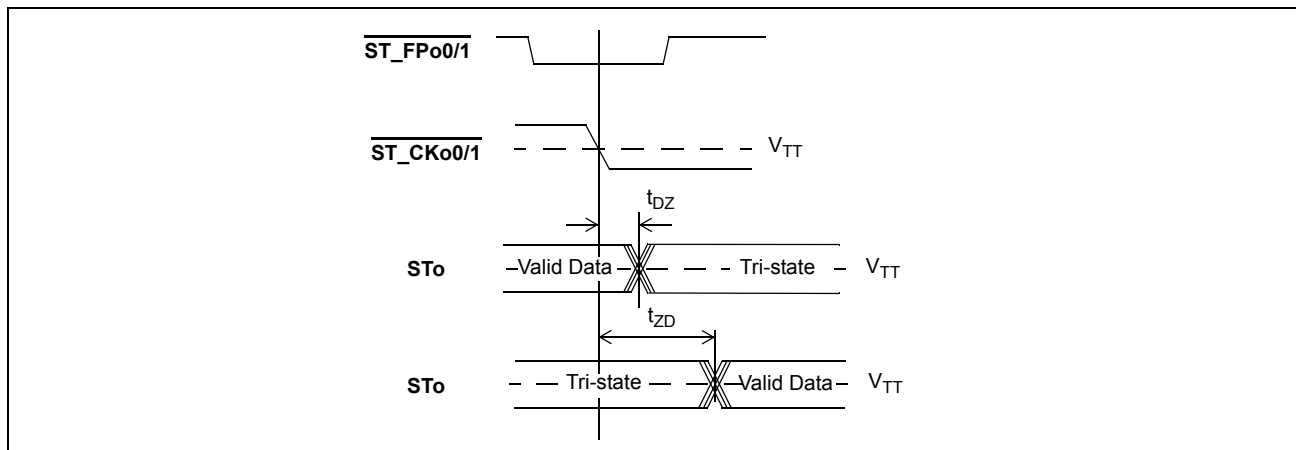 ST_FPo0/1
ST_CKo0/1
VTT
tDZ
STo
Valid Data
Tri-state
VTT
tZD
STo
Tri-state
Valid Data
VTT